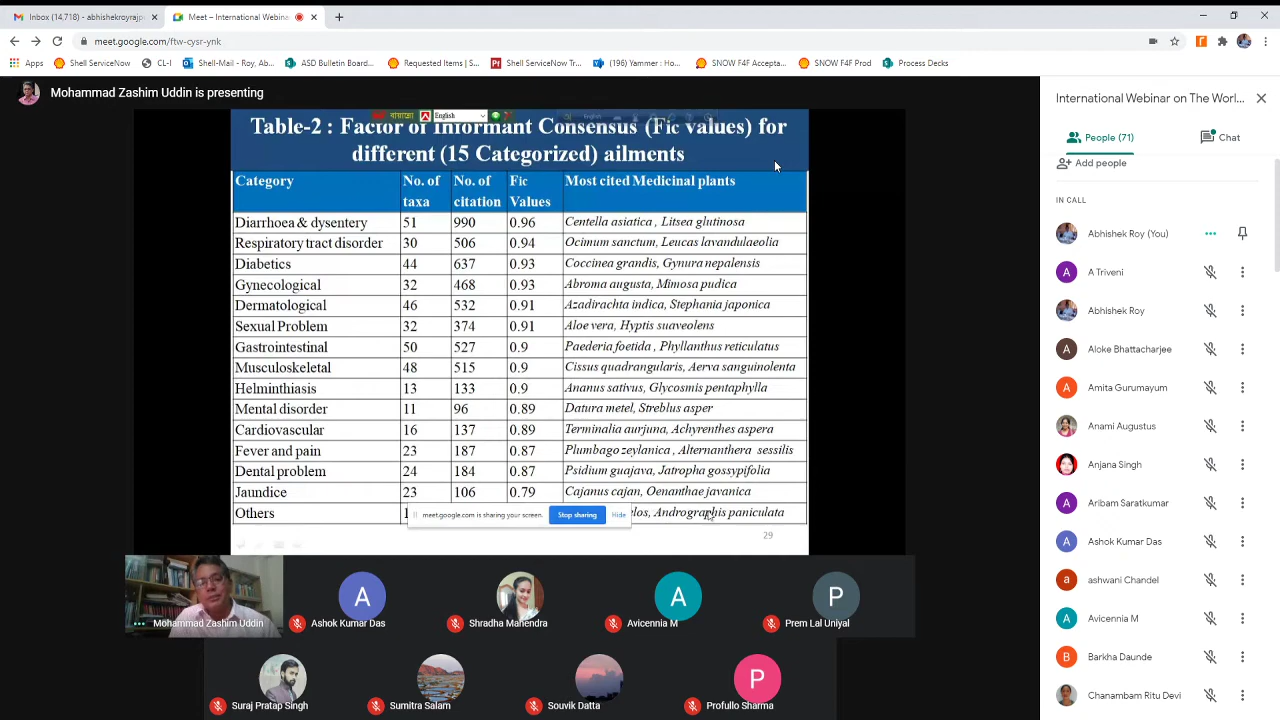 Inbox (14,718) - abhishekroyrajp
Meet – International Webina
meet.google.com/ftw-cysr-ynk
Apps
Shell ServiceNow
CL-I
Shell-Mail - Roy, Ab...
ASD Bulletin Board...
Requested Items | S...
Shell ServiceNow Tr...
(196) Yammer : Ho...
SNOW F4F Accepta...
SNOW F4F Prod
Process Decks
Mohammad Zashim Uddin is presenting
English
Table-2 : Factor of Informant Consensus (Fic values) for
different (15 Categorized) ailments
Category No. of taxa No. of citation Fic Values Most cited Medicinal plants
Diarrhoea & dysentery 51 990 0.96 Centella asiatica , Litsea glutinosa
Respiratory tract disorder 30 506 0.94 Ocimum sanctum, Leucas lavandulaeolia
Diabetics 44 637 0.93 Coccinea grandis, Gynura nepalensis
Gynecological 32 468 0.93 Abroma augusta, Mimosa pudica
Dermatological 46 532 0.91 Azadirachta indica, Stephania japonica
Sexual Problem 32 374 0.91 Aloe vera, Hyptis suaveolens
Gastrointestinal 50 527 0.9 Paederia foetida , Phyllanthus reticulatus
Musculoskeletal 48 515 0.9 Cissus quadrangularis, Aerva sanguinolenta
Helminthiasis 13 133 0.9 Ananus sativus, Glycosmis pentaphylla
Mental disorder 11 96 0.89 Datura metel, Streblus asper
Cardiovascular 16 137 0.89 Terminalia aurjuna, Achyrenthes aspera
Fever and pain 23 187 0.87 Plumbago zeylanica , Alternanthera sessilis
Dental problem 24 184 0.87 Psidium guajava, Jatropha gossypifolia
Jaundice 23 106 0.79 Cajanus cajan, Oenanthae javanica
Others Andrographis paniculata
meet.google.com is sharing your screen. Stop sharing Hide
29
Mohammad Zashim Uddin
Ashok Kumar Das
Shradha Mahendra
Avicennia M
Prem Lal Uniyal
Suraj Pratap Singh
Sumitra Salam
Souvik Datta
Profullo Sharma
A
A
P
P
International Webinar on The Worl...
People (71)
Chat
Add people
IN CALL
Abhishek Roy (You)
A Triveni
Abhishek Roy
Aloke Bhattacharjee
Amita Gurumayum
Anami Augustus
Anjana Singh
Aribam Saratkumar
Ashok Kumar Das
ashwani Chandel
Avicennia M
Barkha Daunde
Chanambam Ritu Devi